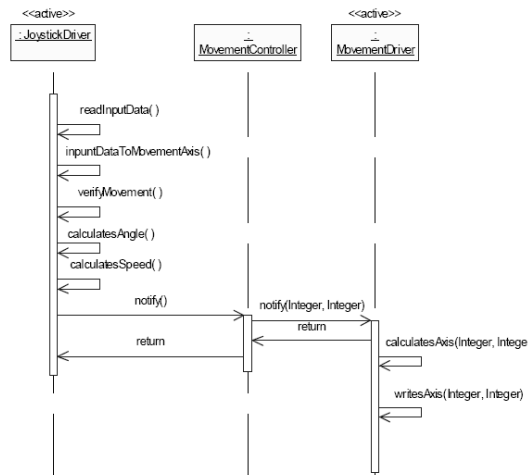 <<active>>
<<active>>
: JoystickDriver
:
MovementController
:
MovementDriver
readInputData( )
inpuntDataToMovementAxis( )
verifyMovement( )
calculatesAngle( )
calculatesSpeed( )
notify()
notify(Integer, Integer)
return
return
calculatesAxis(Integer, Intege
writesAxis(Integer, Integer)